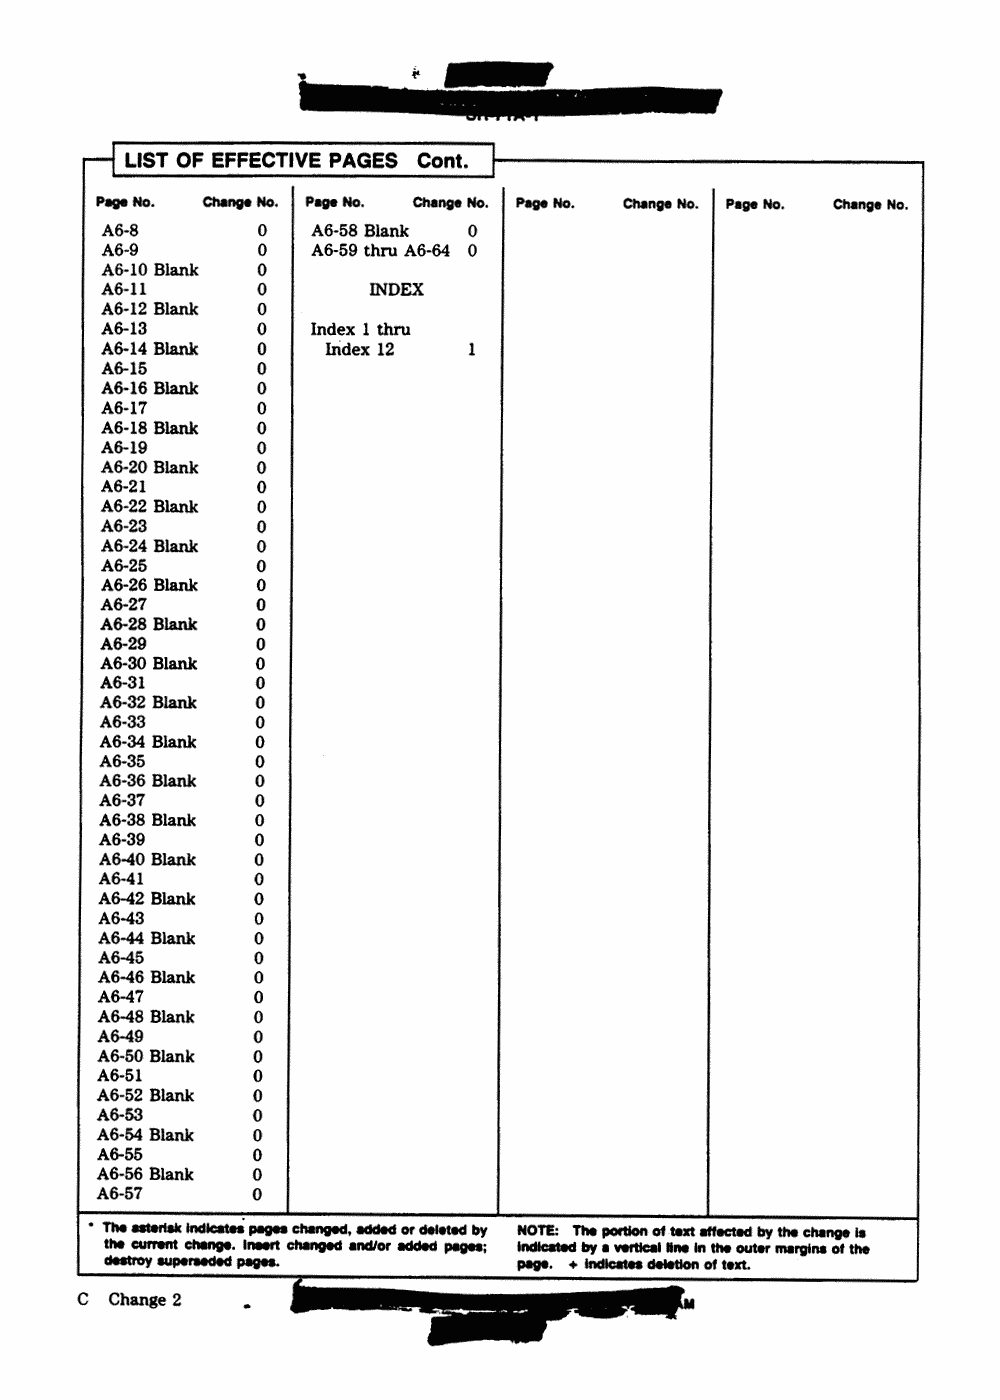 SR-71A-1
LIST OF EFFECTIVE PAGES Cont.
Page No. Change No. Page No. Change No. Page No. Change No. Page No. Change No.
A6-8 0
A6-9 0
A6-10 Blank 0
A6-11 0
A6-12 Blank 0
A6-13 0
A6-14 Blank 0
A6-15 0
A6-16 Blank 0
A6-17 0
A6-18 Blank 0
A6-19 0
A6-20 Blank 0
A6-21 0
A6-22 Blank 0
A6-23 0
A6-24 Blank 0
A6-25 0
A6-26 Blank 0
A6-27 0
A6-28 Blank 0
A6-29 0
A6-30 Blank 0
A6-31 0
A6-32 Blank 0
A6-33 0
A6-34 Blank 0
A6-35 0
A6-36 Blank 0
A6-37 0
A6-38 Blank 0
A6-39 0
A6-40 Blank 0
A6-41 0
A6-42 Blank 0
A6-43 0
A6-44 Blank 0
A6-45 0
A6-46 Blank 0
A6-47 0
A6-48 Blank 0
A6-49 0
A6-50 Blank 0
A6-51 0
A6-52 Blank 0
A6-53 0
A6-54 Blank 0
A6-55 0
A6-56 Blank 0
A6-57 0
A6-58 Blank 0
A6-59 thru A6-64 0
INDEX
Index 1 thru
Index 12 1
* The asterisk indicates pages changed, added or deleted by
the current change. Insert changed and/or added pages;
destroy superseded pages.
NOTE: The portion of text affected by the change is
indicated by a vertical line in the outer margins of the
page. + indicates deletion of text.
C Change 2